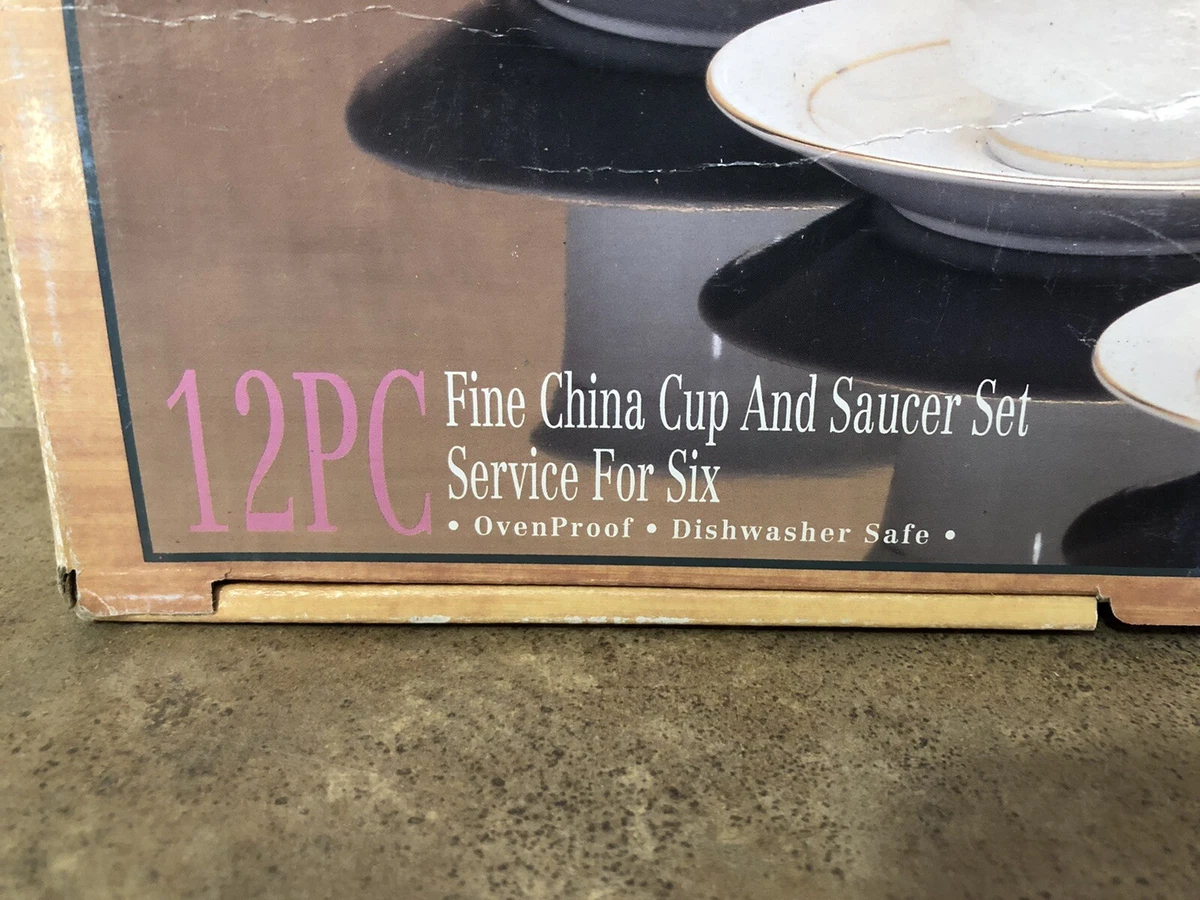 12PC
Fine China Cup And Saucer Set
Service For Six
• OvenProof • Dishwasher Safe •